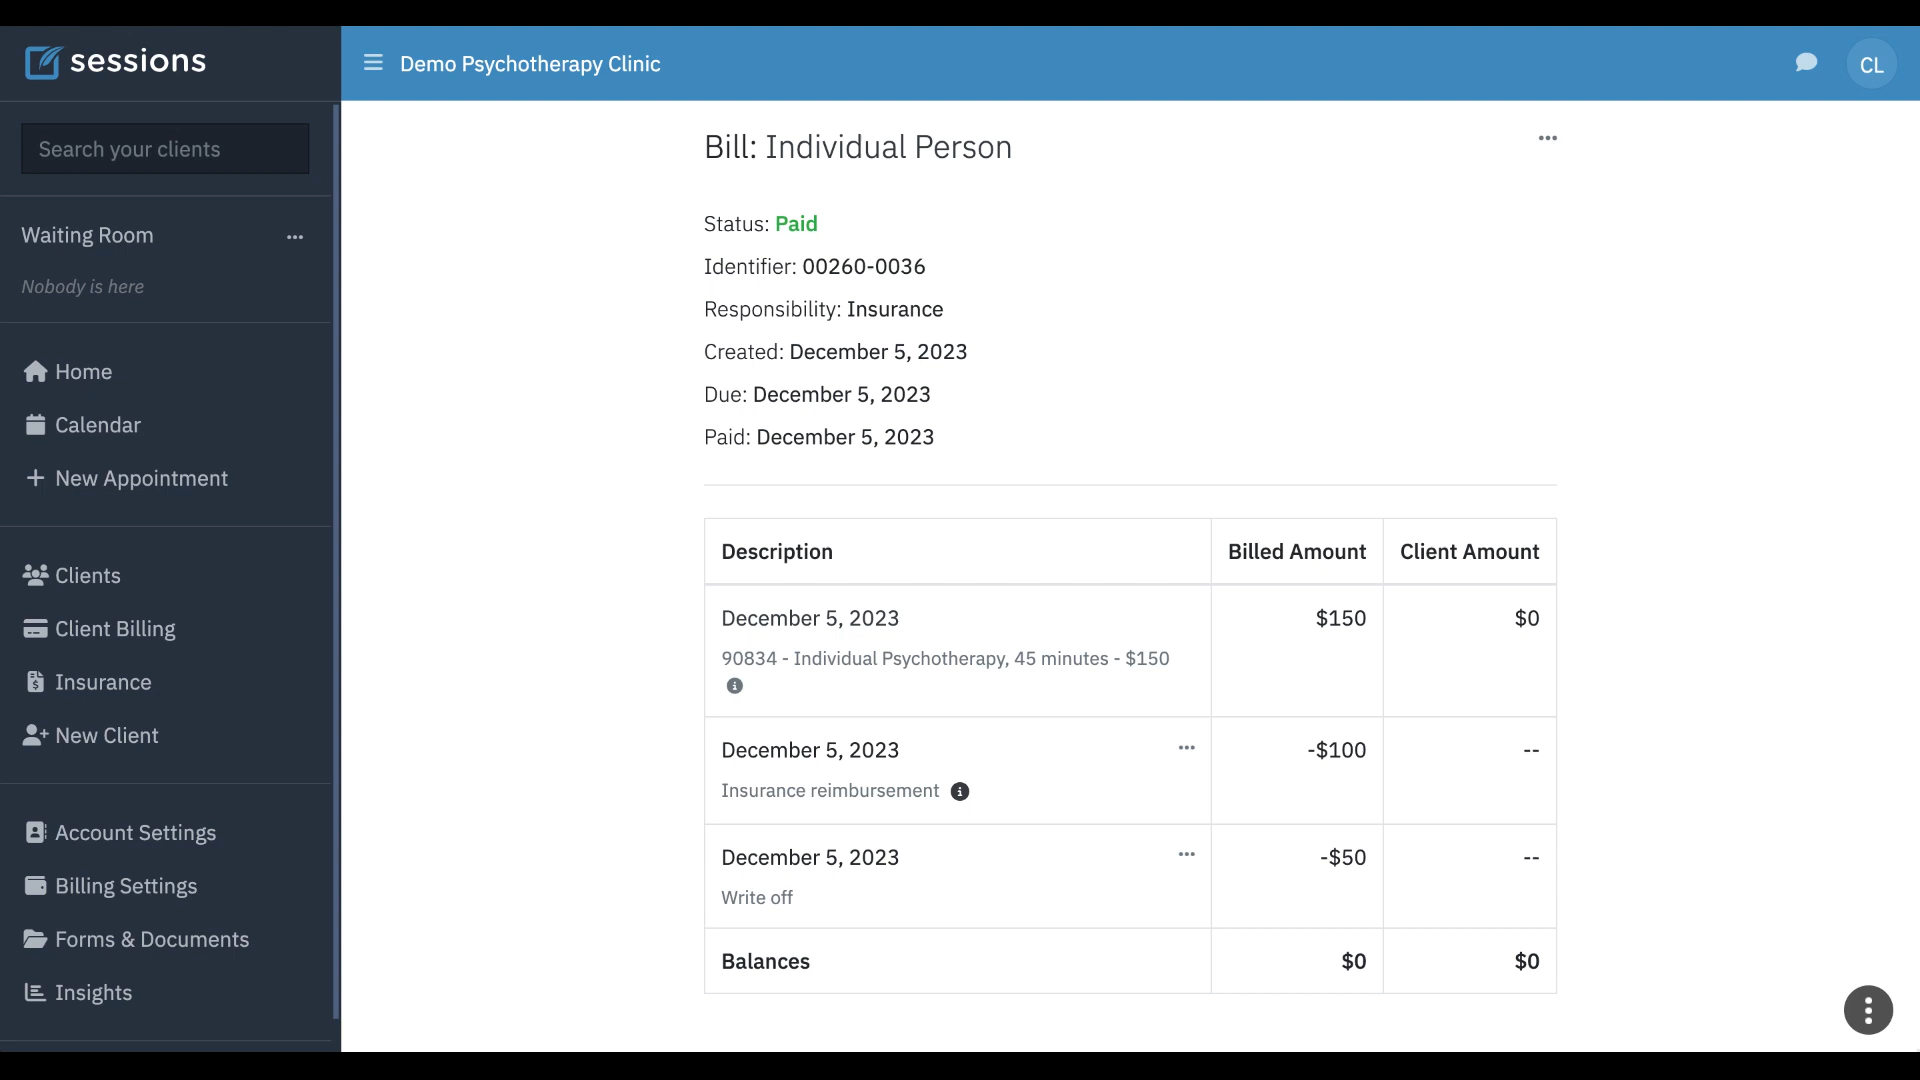 sessions
Demo Psychotherapy Clinic
CL
Search your clients
Waiting Room
Nobody is here
Home
Calendar
New Appointment
Clients
Client Billing
Insurance
New Client
Account Settings
Billing Settings
Forms & Documents
Insights
Bill: Individual Person
Status: Paid
Identifier: 00260-0036
Responsibility: Insurance
Created: December 5, 2023
Due: December 5, 2023
Paid: December 5, 2023
Description Billed Amount Client Amount
December 5, 2023 $150 $0
90834 - Individual Psychotherapy, 45 minutes - $150
December 5, 2023 -$100 --
Insurance reimbursement
December 5, 2023 -$50 --
Write off
Balances $0 $0